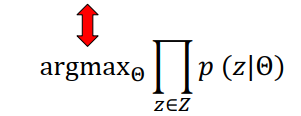 argmax_Θ ∏_{z∈Z} p (z|Θ)